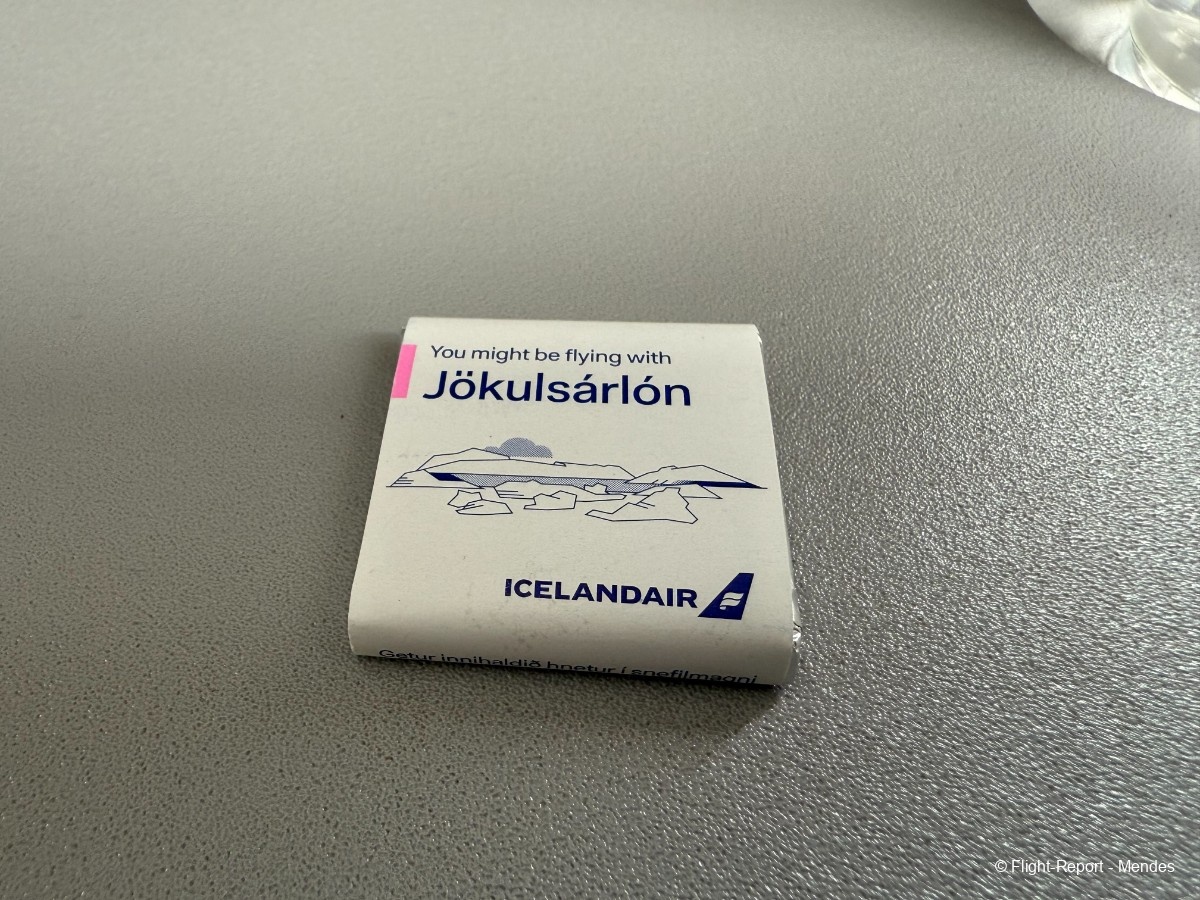 You might be flying with
Jökulsárlón
ICELANDAIR
Getur innihaldið hnetur í snefilmagni
© Flight-Report - Mendes